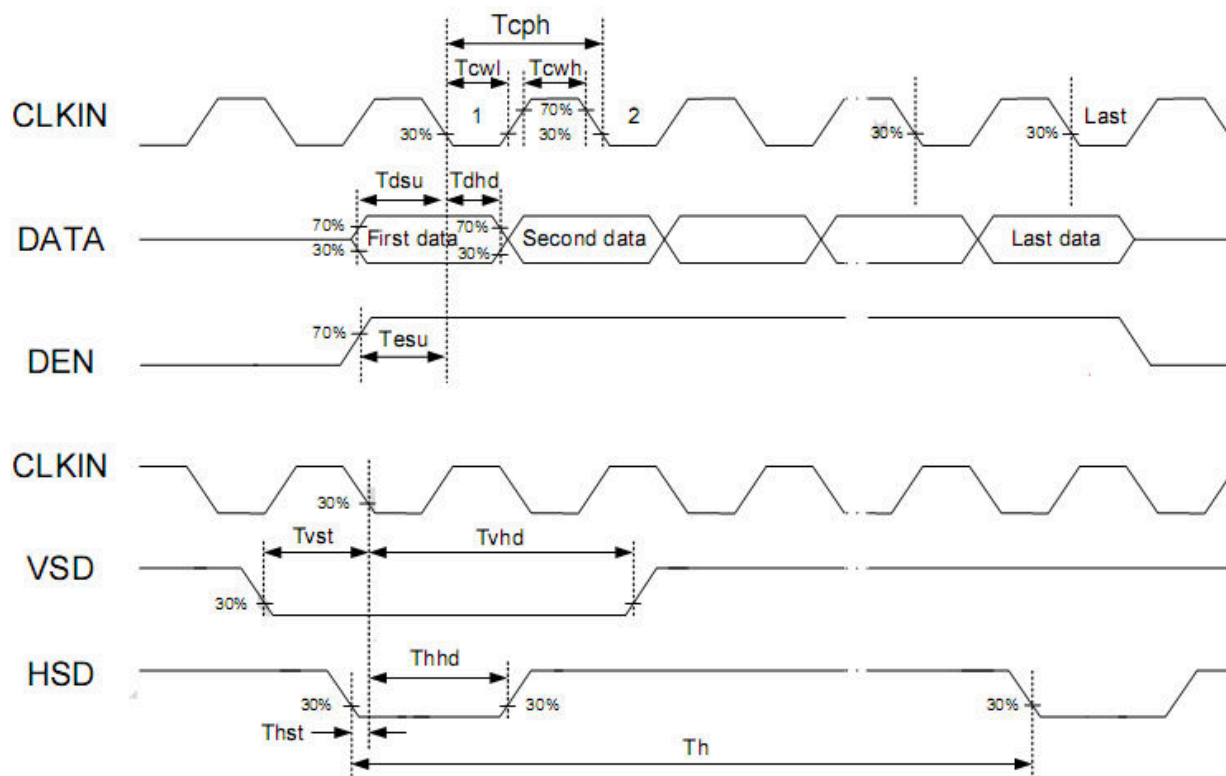 Tcph
Tcwl Tcwh
CLKIN 30% 1 70% 30% 2 30% 30% Last
Tdsu Tdhd
DATA 70% 30% First data 70% 30% Second data Last data
DEN 70% Tesu
CLKIN 30%
Tvst Tvhd
VSD 30%
Thhd
HSD 30% 30% 30%
Thst
Th